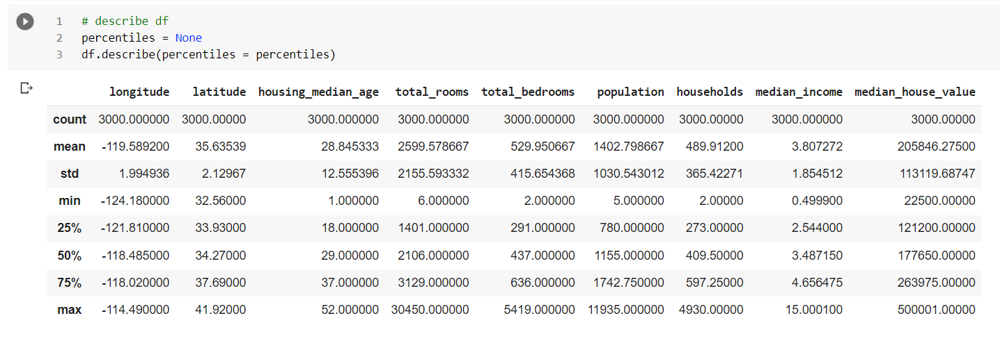 1 # describe df
2 percentiles = None
3 df.describe(percentiles = percentiles)
longitude latitude housing_median_age total_rooms total_bedrooms population households median_income median_house_value
count 3000.000000 3000.00000 3000.000000 3000.000000 3000.000000 3000.000000 3000.00000 3000.000000 3000.00000
mean -119.589200 35.63539 28.845333 2599.578667 529.950667 1402.798667 489.91200 3.807272 205846.27500
std 1.994936 2.12967 12.555396 2155.593332 415.654368 1030.543012 365.42271 1.854512 113119.68747
min -124.180000 32.56000 1.000000 6.000000 2.000000 5.000000 2.00000 0.499900 22500.00000
25% -121.810000 33.93000 18.000000 1401.000000 291.000000 780.000000 273.00000 2.544000 121200.00000
50% -118.485000 34.27000 29.000000 2106.000000 437.000000 1155.000000 409.50000 3.487150 177650.00000
75% -118.020000 37.69000 37.000000 3129.000000 636.000000 1742.750000 597.25000 4.656475 263975.00000
max -114.490000 41.92000 52.000000 30450.000000 5419.000000 11935.000000 4930.00000 15.000100 500001.00000